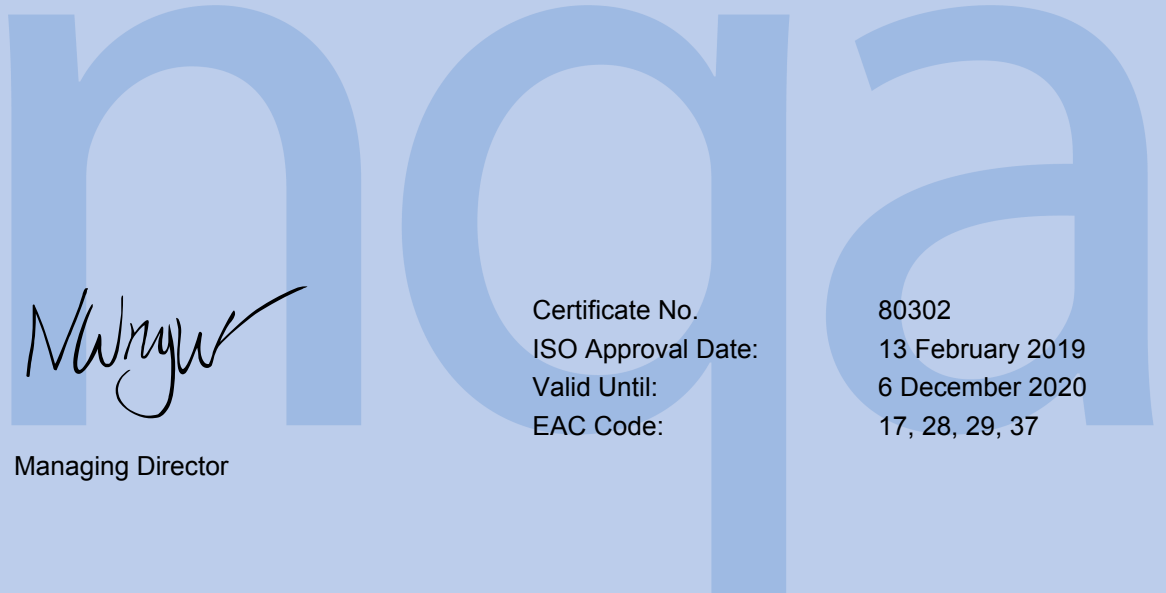 nqa
Certificate No. 80302
ISO Approval Date: 13 February 2019
Valid Until: 6 December 2020
EAC Code: 17, 28, 29, 37
Managing Director